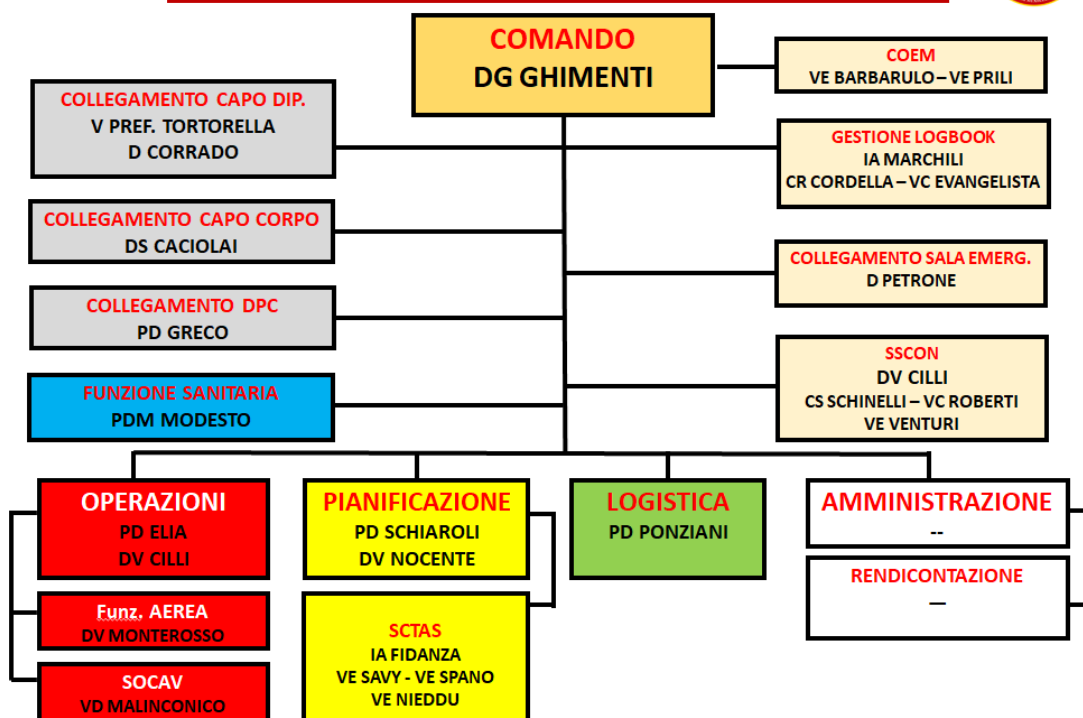 COMANDO
DG GHIMENTI
COEM
VE BARBARULO – VE PRILI
COLLEGAMENTO CAPO DIP.
V PREF. TORTORELLA
D CORRADO
GESTIONE LOGBOOK
IA MARCHILI
CR CORDELLA – VC EVANGELISTA
COLLEGAMENTO CAPO CORPO
DS CACIOLAI
COLLEGAMENTO SALA EMERG.
D PETRONE
COLLEGAMENTO DPC
PD GRECO
SSCON
DV CILLI
CS SCHINELLI – VC ROBERTI
VE VENTURI
FUNZIONE SANITARIA
PDM MODESTO
OPERAZIONI
PD ELIA
DV CILLI
PIANIFICAZIONE
PD SCHIAROLI
DV NOCENTE
LOGISTICA
PD PONZIANI
AMMINISTRAZIONE
--
RENDICONTAZIONE
—
Funz. AEREA
DV MONTEROSSO
SCTAS
IA FIDANZA
VE SAVY - VE SPANO
VE NIEDDU
SOCAV
VD MALINCONICO